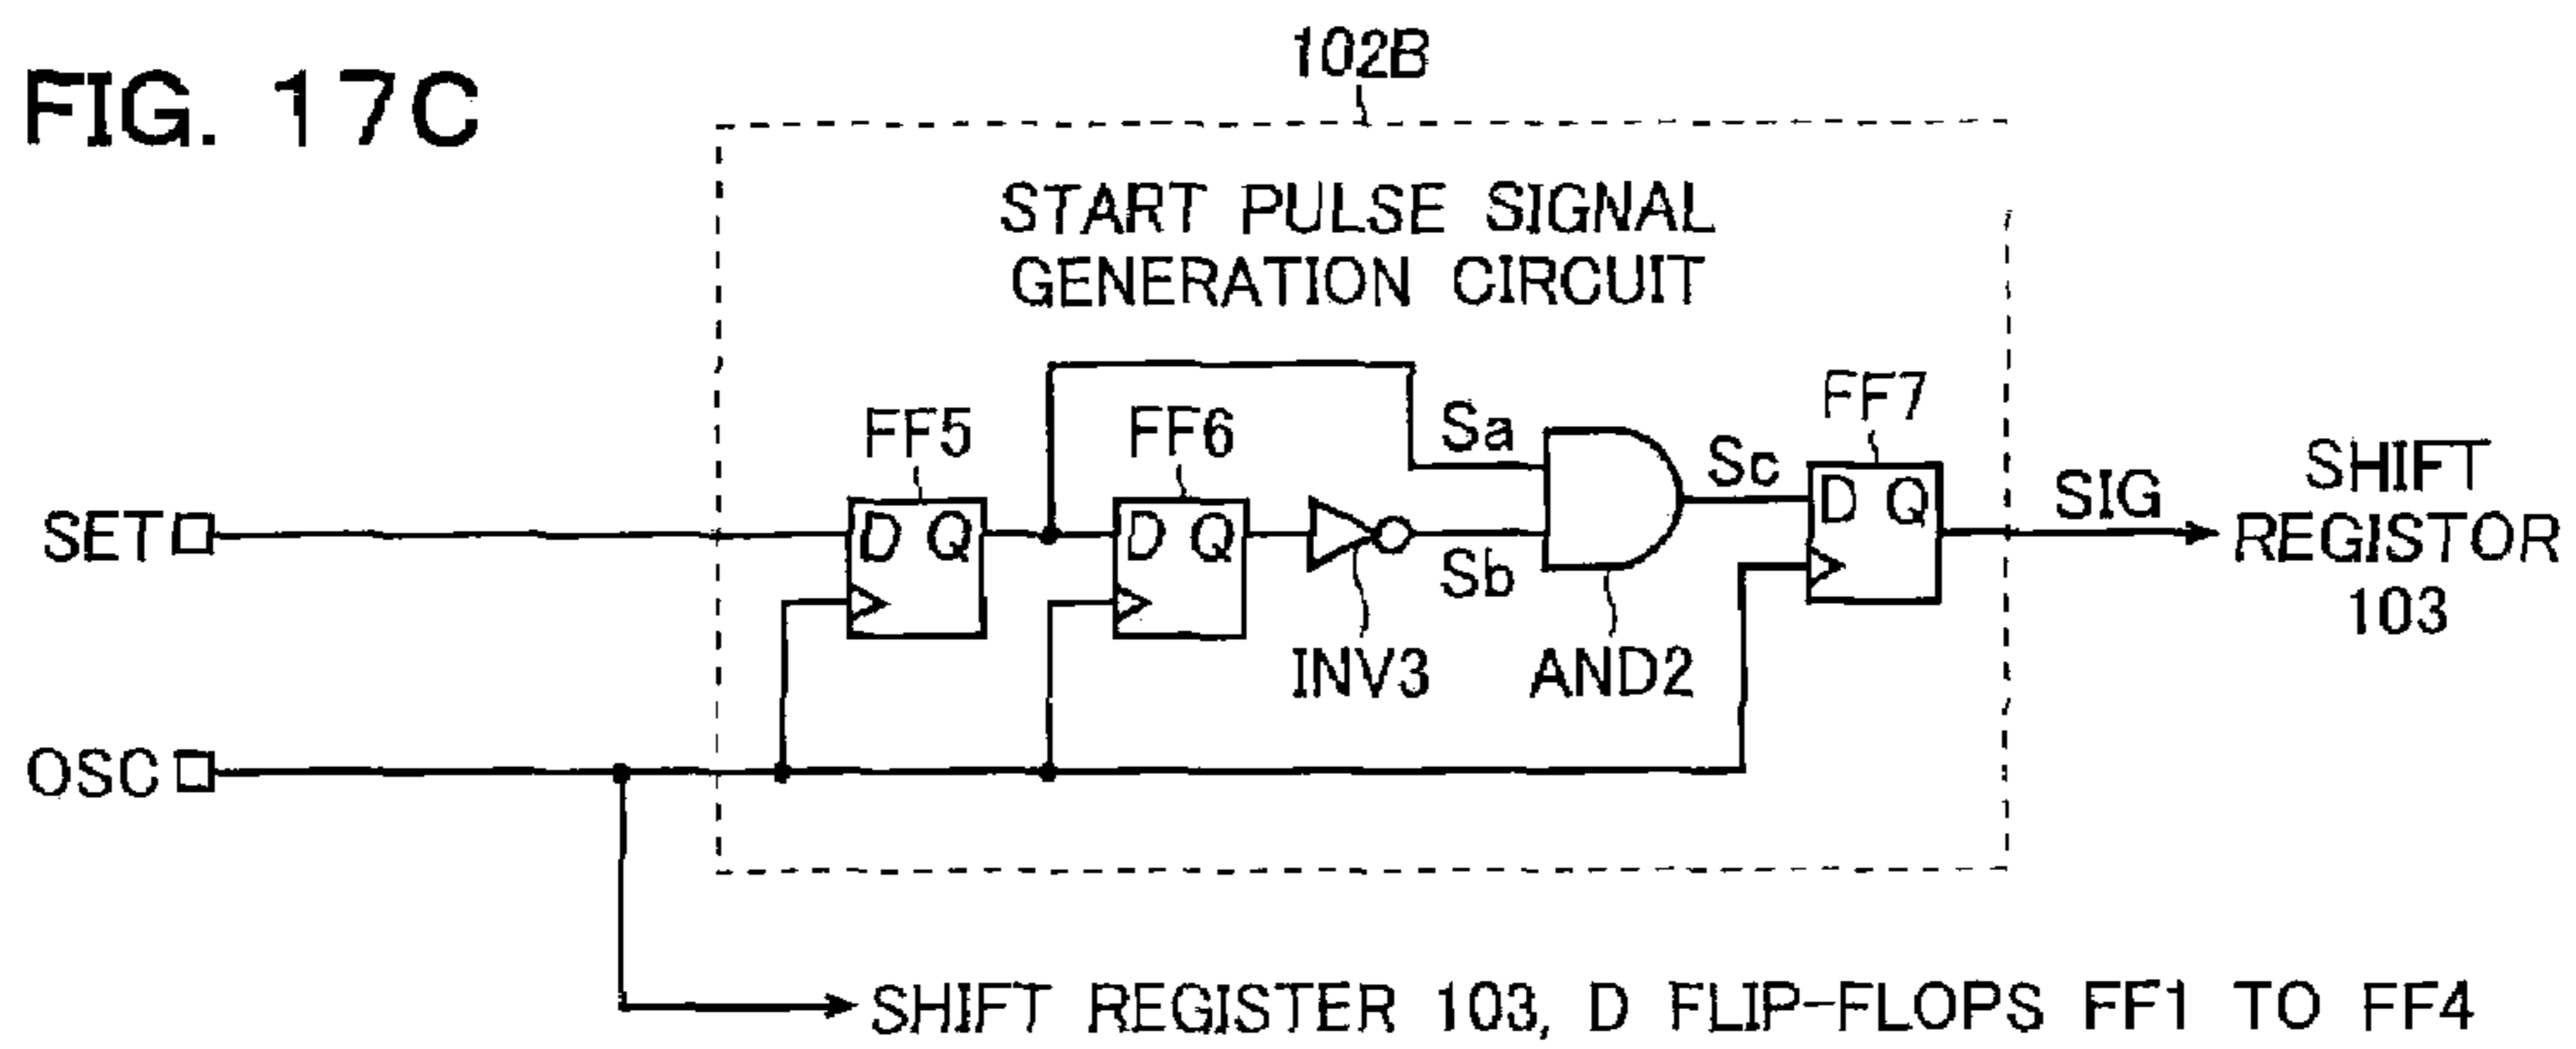 FIG. 17C
102B
START PULSE SIGNAL
GENERATION CIRCUIT
FF5
FF6
Sa
Sc
FF7
SET
D Q
D Q
Sb
D Q
SIG
SHIFT
REGISTOR
103
INV3
AND2
OSC
SHIFT REGISTER 103, D FLIP-FLOPS FF1 TO FF4